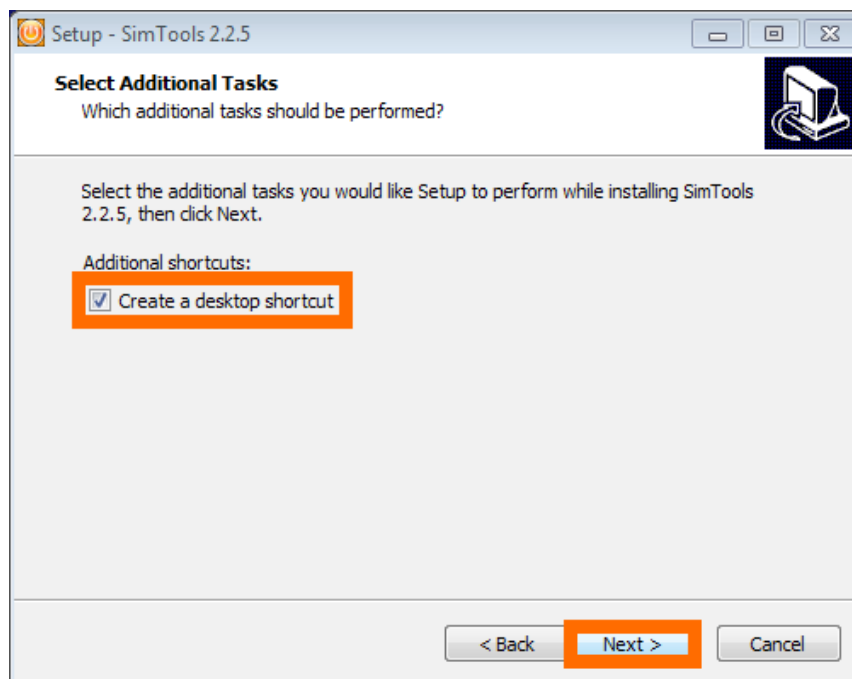 Setup - SimTools 2.2.5
Select Additional Tasks
Which additional tasks should be performed?
Select the additional tasks you would like Setup to perform while installing SimTools
2.2.5, then click Next.
Additional shortcuts:
Create a desktop shortcut
< Back Next > Cancel